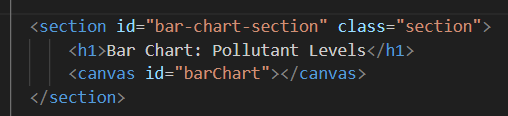 <section id="bar-chart-section" class="section">
<h1>Bar Chart: Pollutant Levels</h1>
<canvas id="barChart"></canvas>
</section>